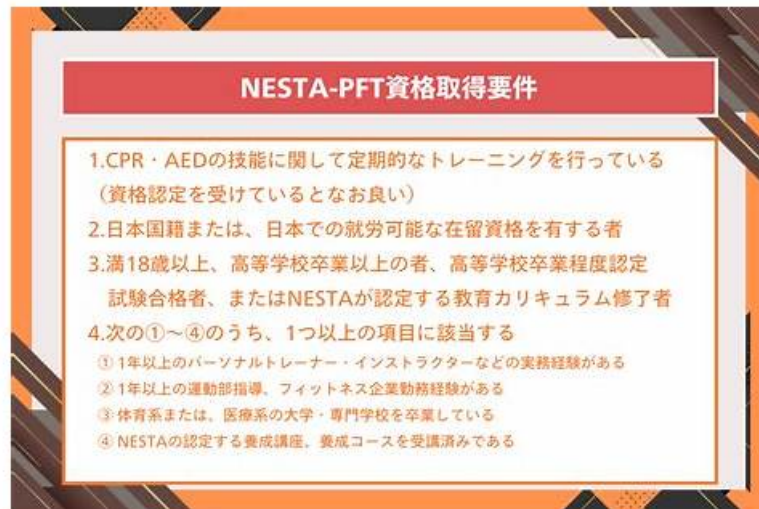 NESTA-PFT資格取得要件
1.CPR・AEDの技能に関して定期的なトレーニングを行っている
（資格認定を受けているとなお良い）
2.日本国籍または、日本での就労可能な在留資格を有する者
3.満18歳以上、高等学校卒業以上の者、高等学校卒業程度認定
試験合格者、またはNESTAが認定する教育カリキュラム修了者
4.次の①～④のうち、1つ以上の項目に該当する
① 1年以上のパーソナルトレーナー・インストラクターなどの実務経験がある
② 1年以上の運動部指導、フィットネス企業勤務経験がある
③ 体育系または、医療系の大学・専門学校を卒業している
④ NESTAの認定する養成講座、養成コースを受講済みである